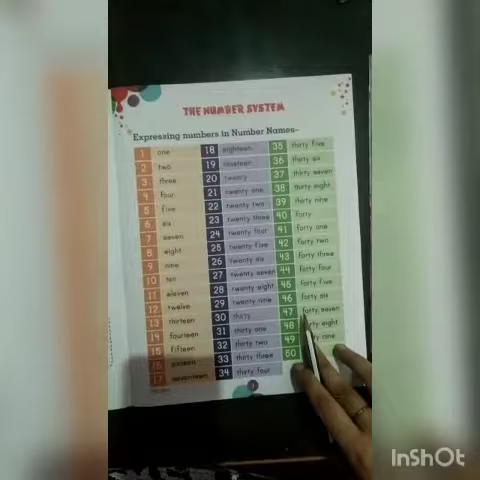 THE NUMBER SYSTEM
Expressing numbers in Number Names-
1 one
2 two
3 three
4 four
5 five
6 six
7 seven
8 eight
9 nine
10 ten
11 eleven
12 twelve
13 thirteen
14 fourteen
15 fifteen
16 sixteen
17 seventeen
18 eighteen
19 nineteen
20 twenty
21 twenty one
22 twenty two
23 twenty three
24 twenty four
25 twenty five
26 twenty six
27 twenty seven
28 twenty eight
29 twenty nine
30 thirty
31 thirty one
32 thirty two
33 thirty three
34 thirty four
35 thirty five
36 thirty six
37 thirty seven
38 thirty eight
39 thirty nine
40 forty
41 forty one
42 forty two
43 forty three
44 forty four
45 forty five
46 forty six
47 forty seven
48 forty eight
49 nine
50
InShOt